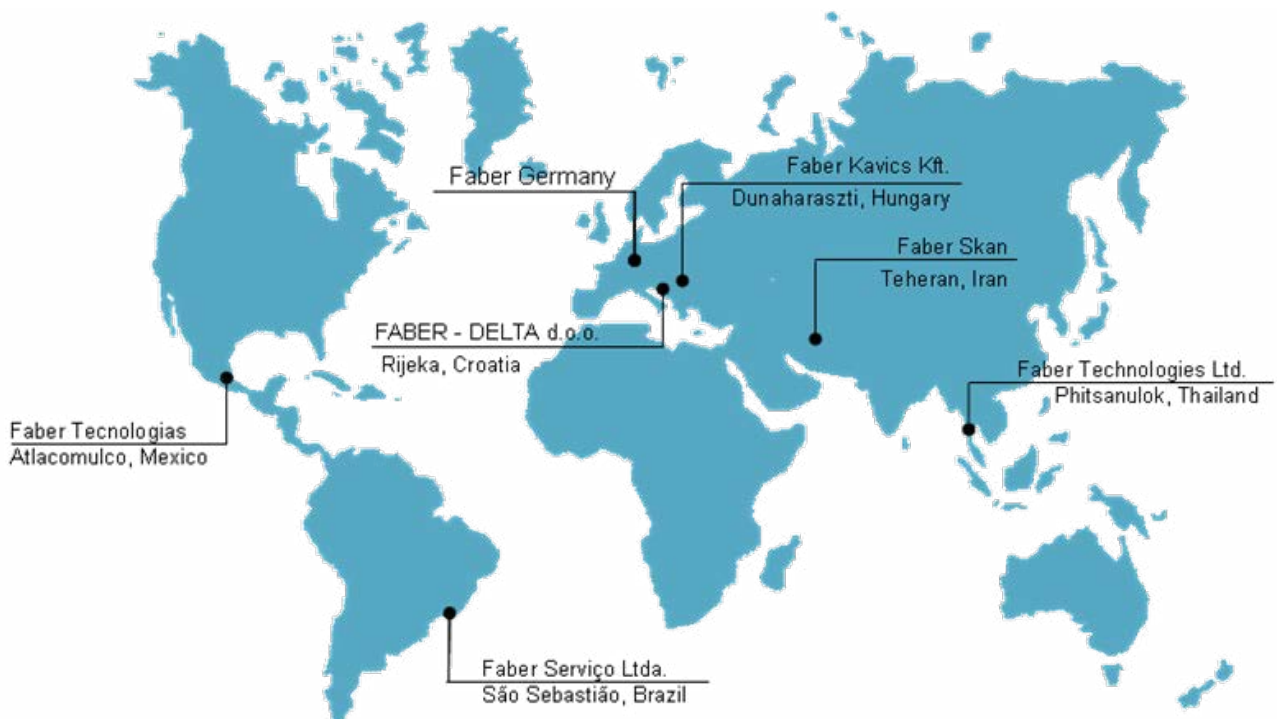 Faber Germany
Faber Kavics Kft.
Dunaharaszti, Hungary
Faber Skan
Teheran, Iran
FABER - DELTA d.o.o.
Rijeka, Croatia
Faber Technologies Ltd.
Phitsanulok, Thailand
Faber Tecnologias
Atlacomulco, Mexico
Faber Serviço Ltda.
São Sebastião, Brazil